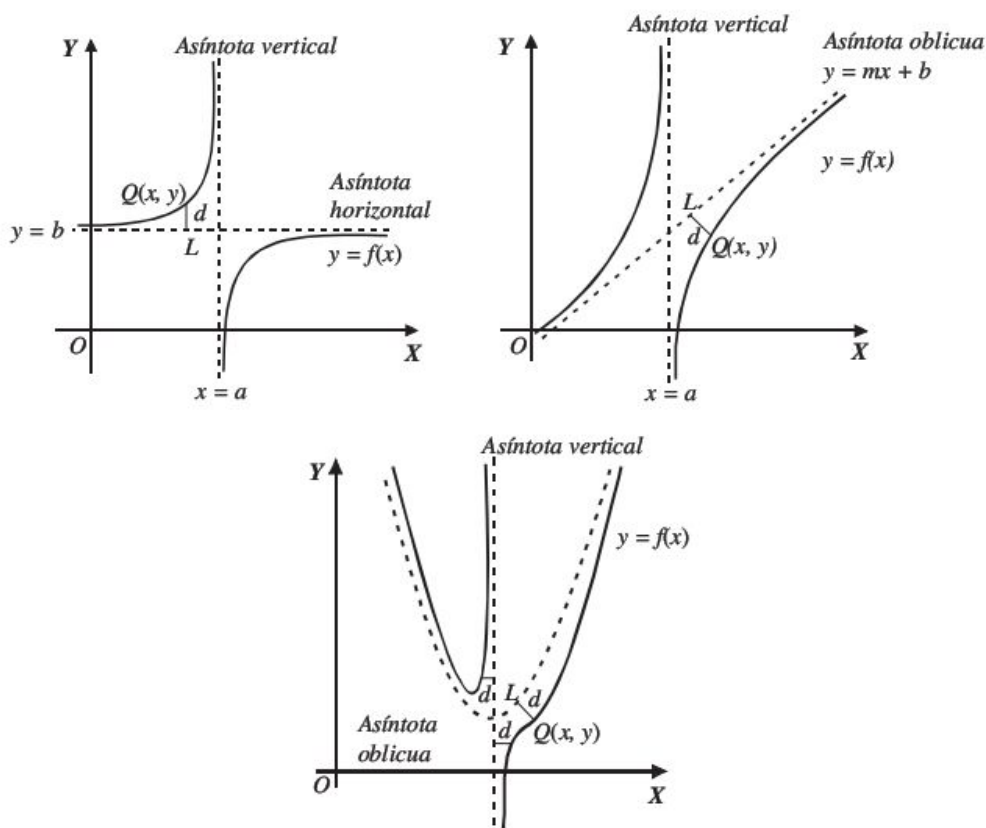 Y
Asíntota vertical
Q(x, y)
d
Asíntota
horizontal
y = b
L
y = f(x)
O
X
x = a
Y
Asíntota vertical
Asíntota oblicua
y = mx + b
y = f(x)
L
d
Q(x, y)
O
X
x = a
Asíntota vertical
Y
y = f(x)
d
L
d
d
Q(x, y)
Asíntota
oblicua
O
X